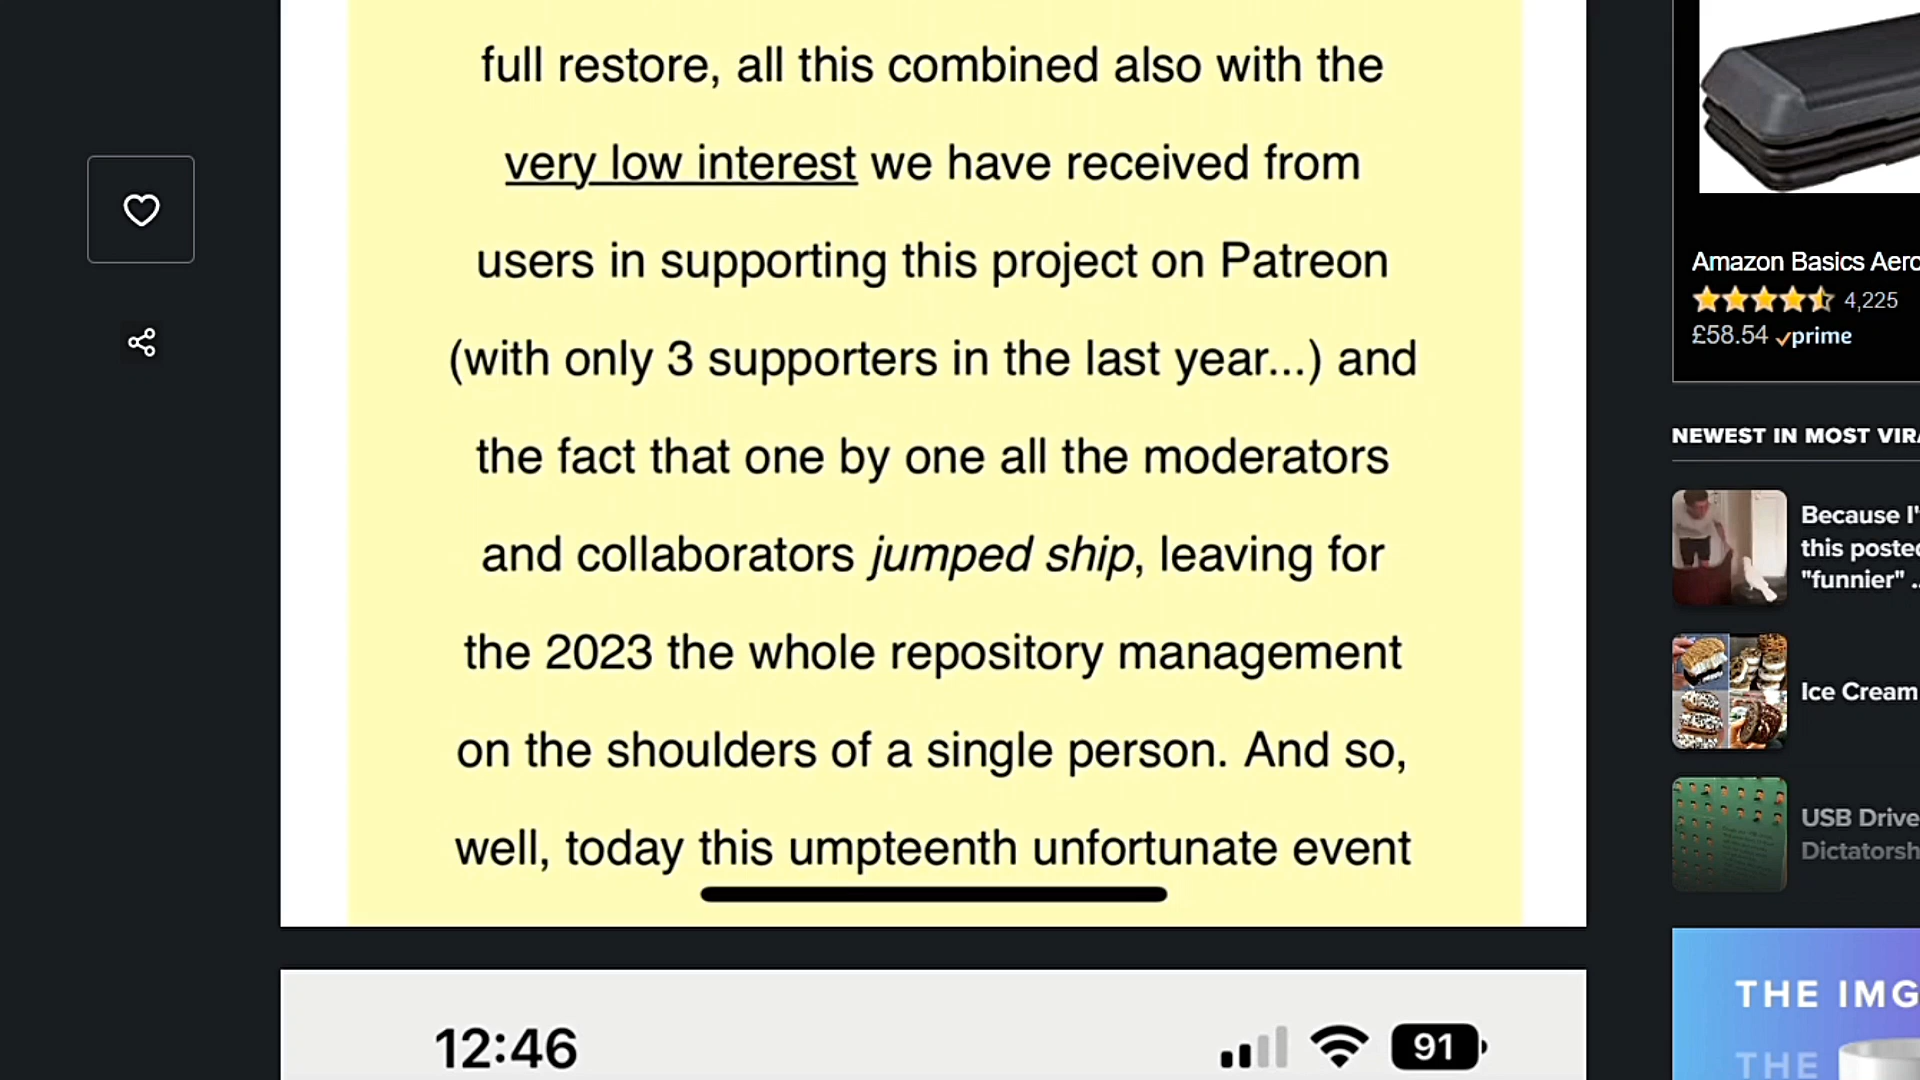 full restore, all this combined also with the
very low interest we have received from
users in supporting this project on Patreon
(with only 3 supporters in the last year...) and
the fact that one by one all the moderators
and collaborators jumped ship, leaving for
the 2023 the whole repository management
on the shoulders of a single person. And so,
well, today this umpteenth unfortunate event
12:46
91
Amazon Basics Aero
4,225
£58.54 prime
NEWEST IN MOST VIRA
Because I'
this posted
"funnier" ...
Ice Cream
USB Drive
Dictatorsh
THE IMG
THE